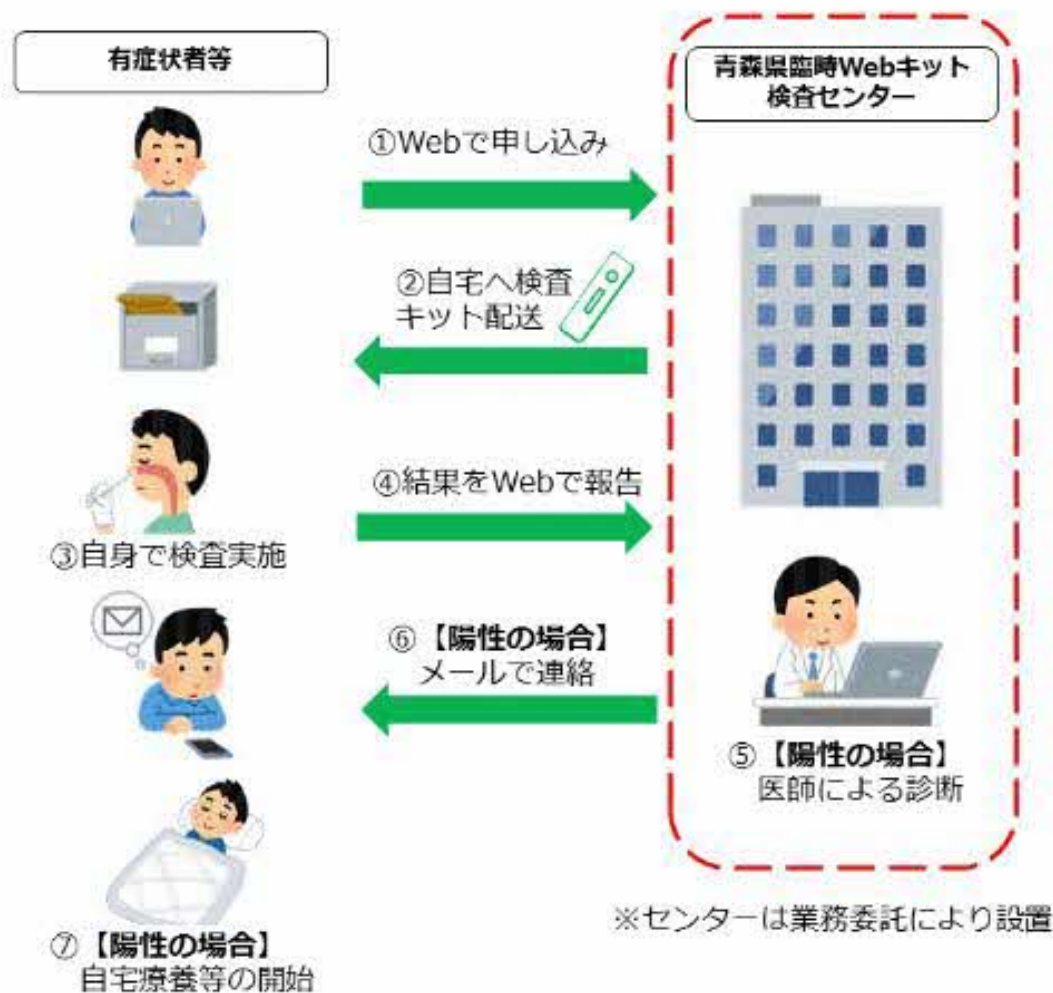 有症状者等
青森県臨時Webキット
検査センター
①Webで申し込み
②自宅へ検査
キット配送
③自身で検査実施
④結果をWebで報告
⑤【陽性の場合】
医師による診断
⑥【陽性の場合】
メールで連絡
⑦【陽性の場合】
自宅療養等の開始
※センターは業務委託により設置